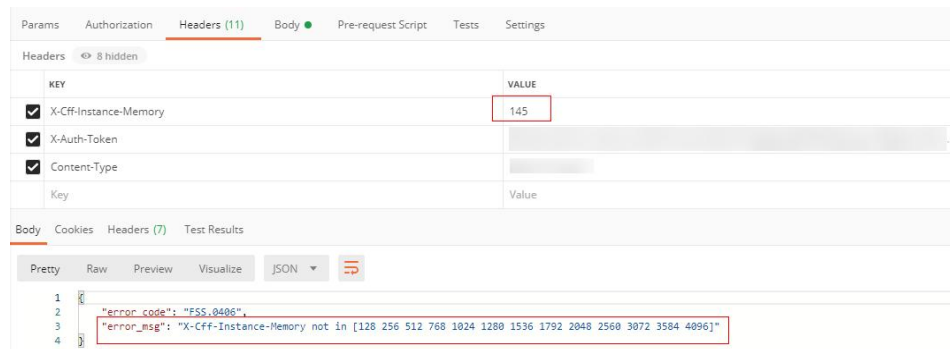 Params Authorization Headers (11) Body Pre-request Script Tests Settings
Headers 8 hidden
KEY VALUE
X-Cff-Instance-Memory 145
X-Auth-Token
Content-Type
Key Value
Body Cookies Headers (7) Test Results
Pretty Raw Preview Visualize JSON
1 {
2 "error_code": "FSS.0406",
3 "error_msg": "X-Cff-Instance-Memory not in [128 256 512 768 1024 1280 1536 1792 2048 2560 3072 3584 4096]"
4 }